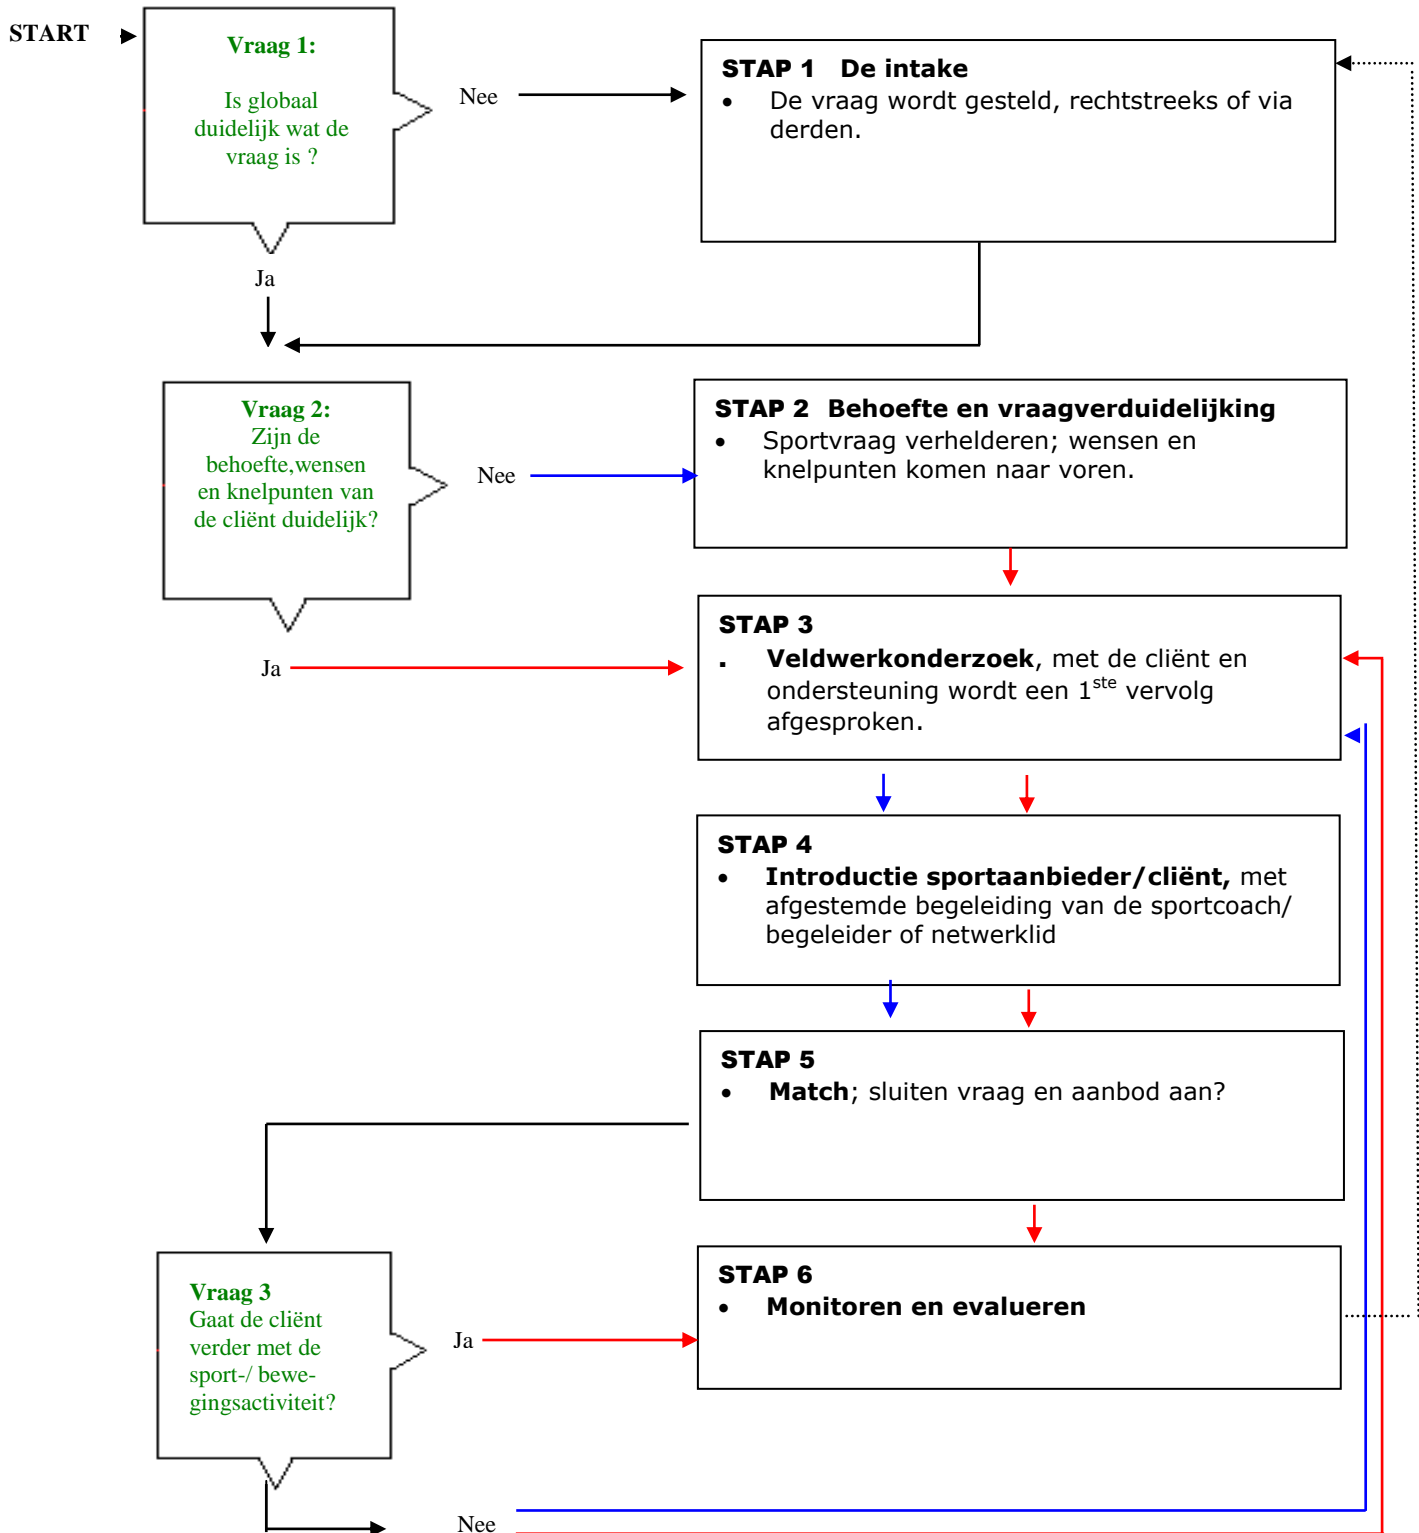 START
Vraag 1:
Is globaal
duidelijk wat de
vraag is ?
Nee
STAP 1 De intake
• De vraag wordt gesteld, rechtstreeks of via
derden.
Ja
Vraag 2:
Zijn de
behoefte,wensen
en knelpunten van
de cliënt duidelijk?
Nee
STAP 2 Behoefte en vraagverduidelijking
• Sportvraag verhelderen; wensen en
knelpunten komen naar voren.
Ja
STAP 3
. Veldwerkonderzoek, met de cliënt en
ondersteuning wordt een 1ste vervolg
afgesproken.
STAP 4
• Introductie sportaanbieder/cliënt, met
afgestemde begeleiding van de sportcoach/
begeleider of netwerklid
STAP 5
• Match; sluiten vraag en aanbod aan?
Vraag 3
Gaat de cliënt
verder met de
sport-/ bewe-
gingsactiviteit?
Ja
STAP 6
• Monitoren en evalueren
Nee